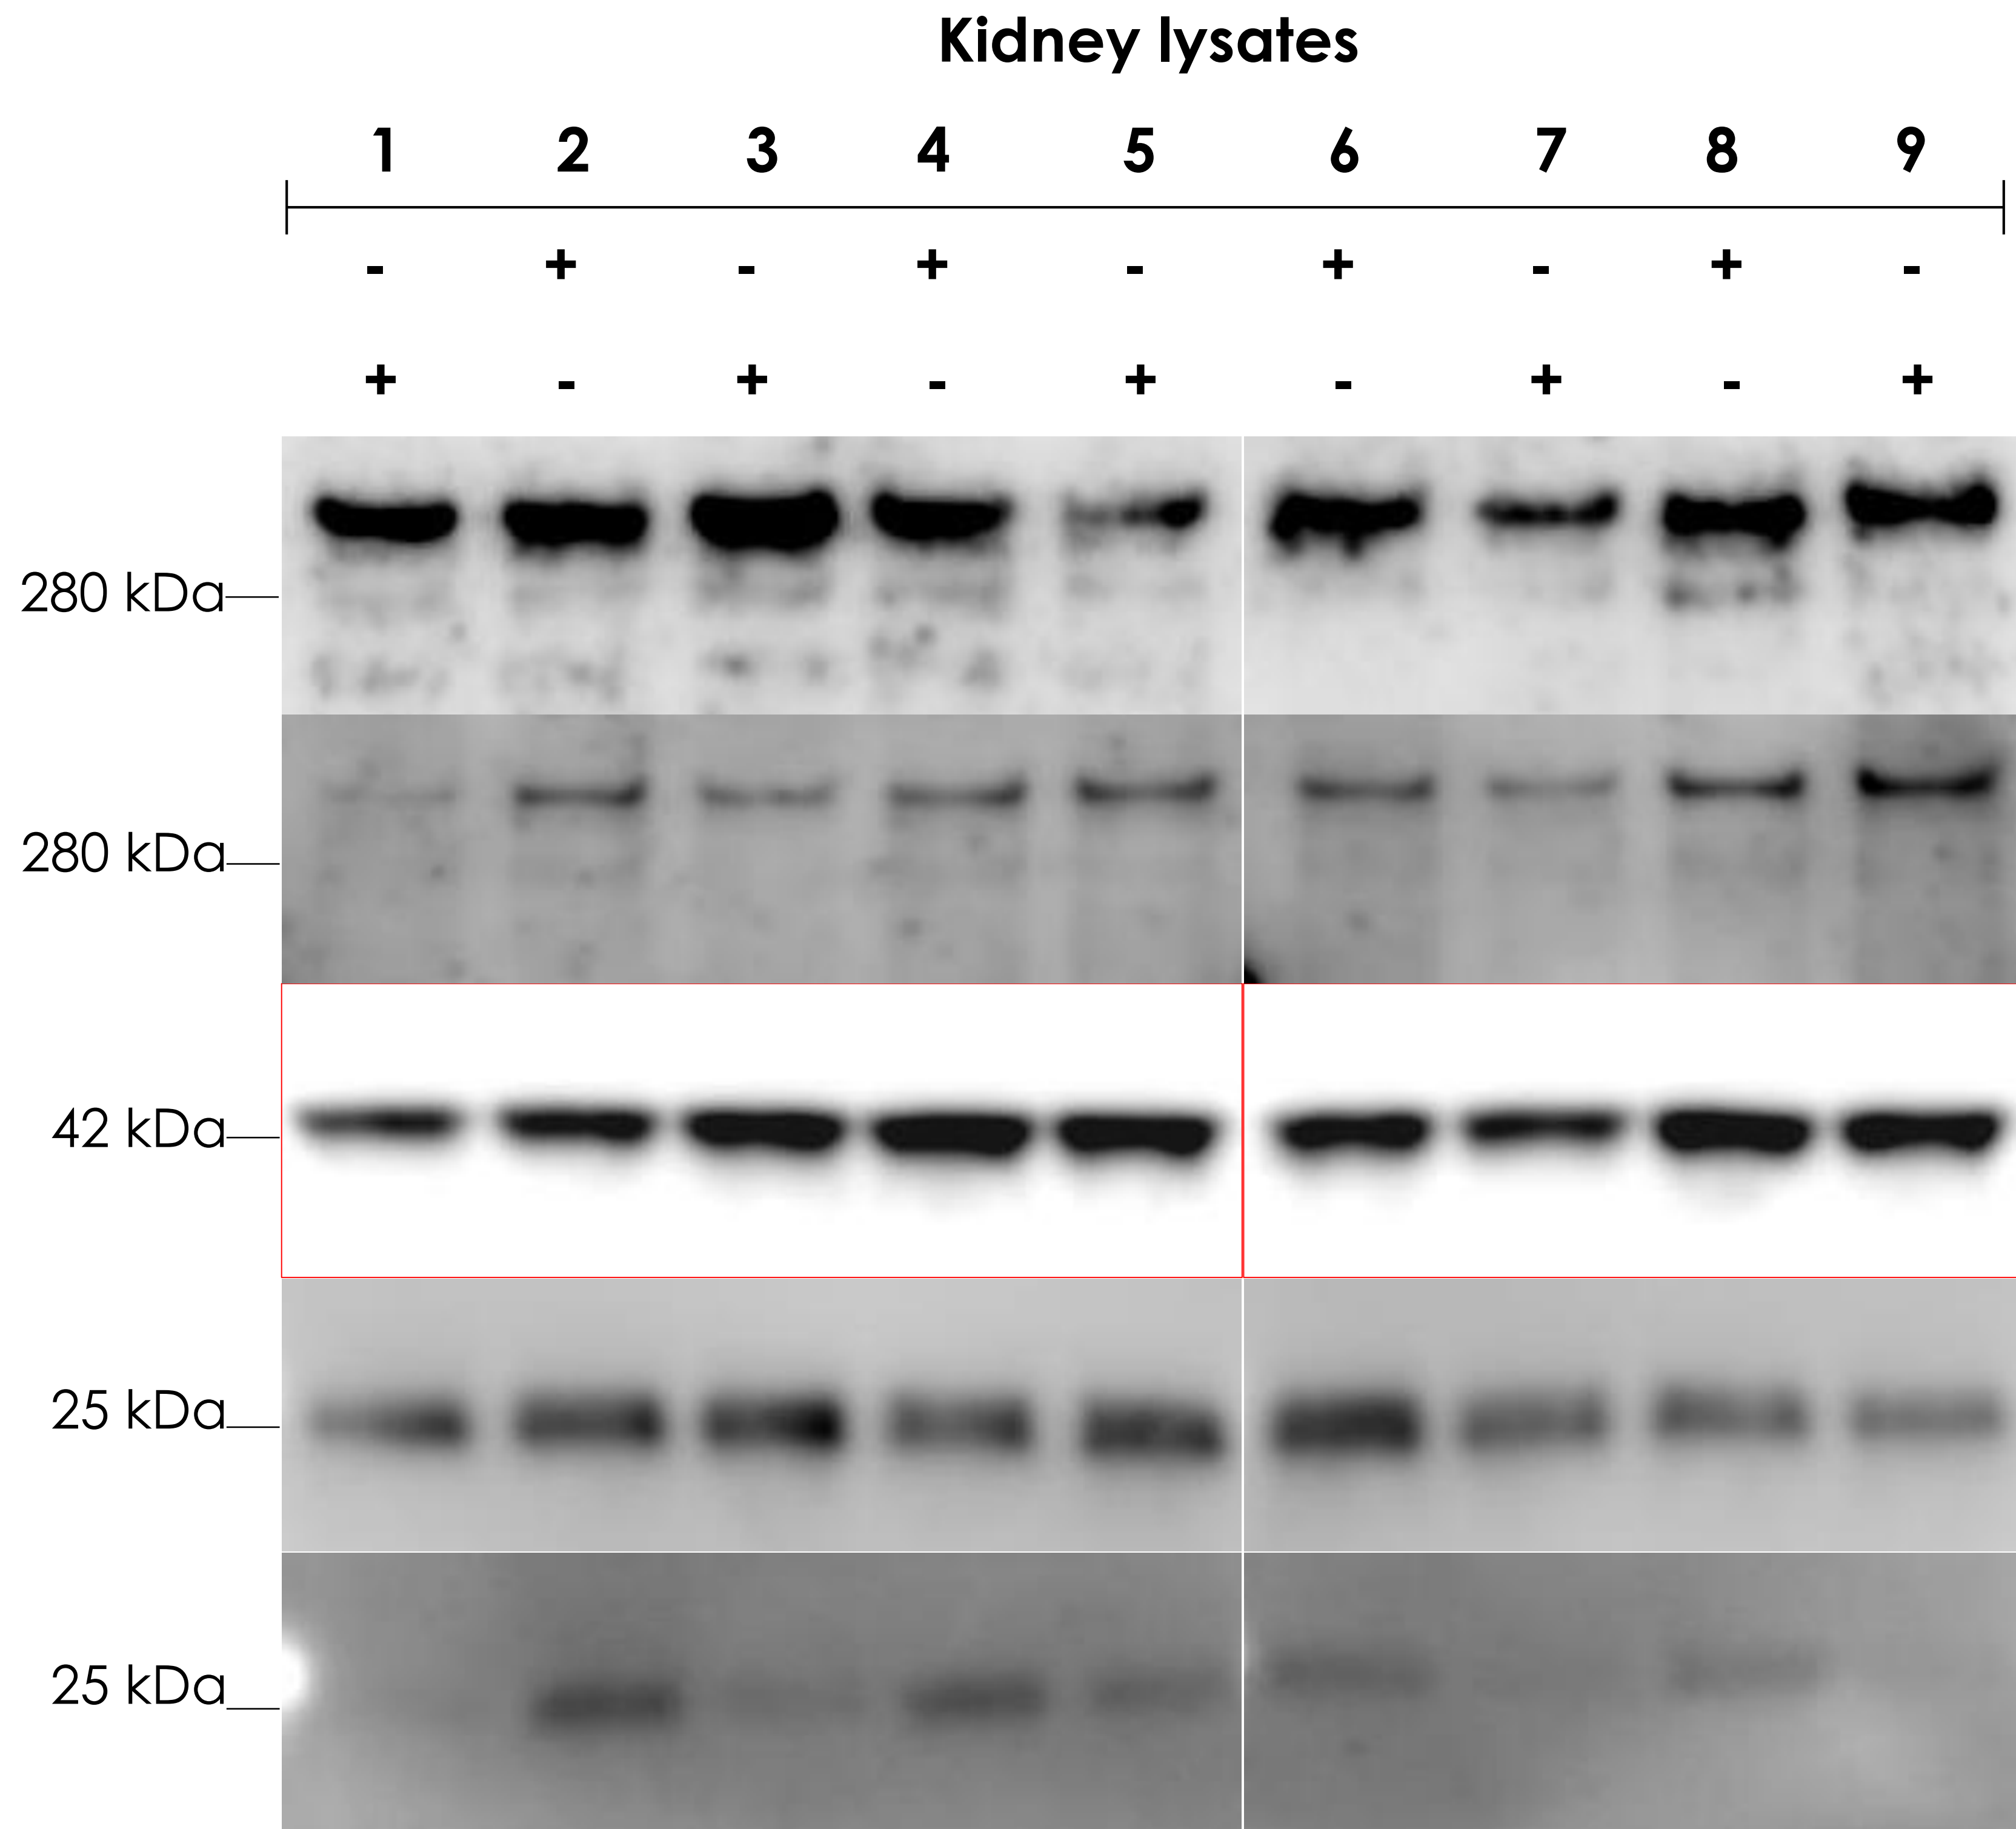 Kidney lysates
1 2 3 4 5 6 7 8 9
- + - + - + - + -
+ - + - + - + - +
280 kDa
280 kDa
42 kDa
25 kDa
25 kDa